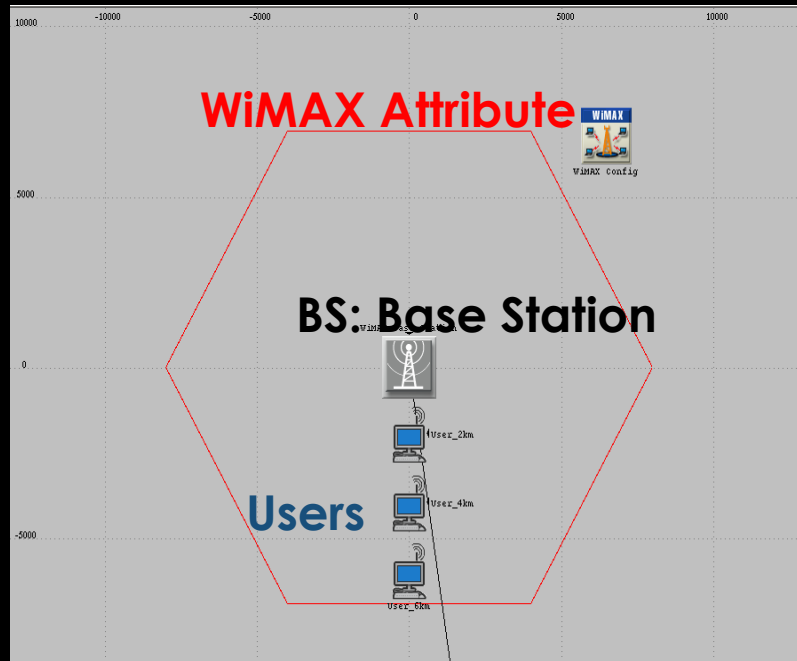 -10000 -5000 0 5000 10000
10000
WiMAX Attribute
WiMAX
WiMAX Config
5000
BS: Base Station
0
User_2km
Users
User_4km
-5000
User_6km